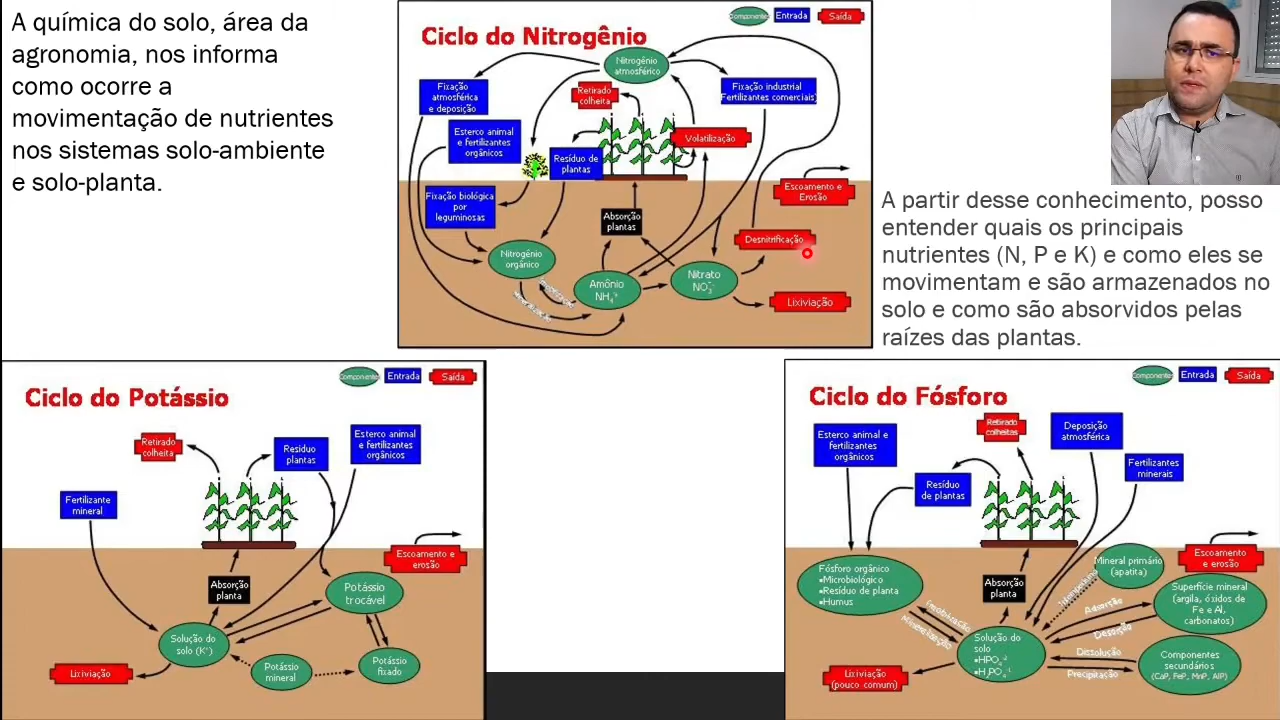 A química do solo, área da
agronomia, nos informa
como ocorre a
movimentação de nutrientes
nos sistemas solo-ambiente
e solo-planta.
Componentes
Entrada
Saída
Ciclo do Nitrogênio
Nitrogênio
atmosférico
Fixação
atmosférica
e deposição
Retirado
colheita
Fixação industrial
(Fertilizantes comerciais)
Esterco animal
e fertilizantes
orgânicos
Resíduo de
plantas
Volatilização
Escoamento e
Erosão
Fixação biológica
por
leguminosas
Absorção
plantas
Desnitrificação
Nitrogênio
orgânico
Amônio
NH₄⁺
Nitrato
NO₃⁻
Lixiviação
A partir desse conhecimento, posso
entender quais os principais
nutrientes (N, P e K) e como eles se
movimentam e são armazenados no
solo e como são absorvidos pelas
raízes das plantas.
Componentes
Entrada
Saída
Ciclo do Potássio
Retirado
colheita
Resíduo
plantas
Esterco animal
e fertilizantes
orgânicos
Fertilizante
mineral
Escoamento e
erosão
Absorção
planta
Potássio
trocável
Solução do
solo (K⁺)
Lixiviação
Potássio
mineral
Potássio
fixado
Componentes
Entrada
Saída
Ciclo do Fósforo
Esterco animal e
fertilizantes
orgânicos
Retirado
colheitas
Deposição
atmosférica
Fertilizantes
minerais
Resíduo
de plantas
Fósforo orgânico
▪Microbiológico
▪Resíduo de planta
▪Humus
Absorção
planta
Mineral primário
(apatita)
Escoamento
e erosão
Intemperismo
Adsorção
Desorção
Superfície mineral
(argila, óxidos de
Fe e Al,
carbonatos)
Imobilização
Mineralização
Solução do
solo
▪HPO₄⁻²
▪H₂PO₄⁻¹
Dissolução
Precipitação
Componentes
secundários
(CaP, FeP, MnP, AlP)
Lixiviação
(pouco comum)